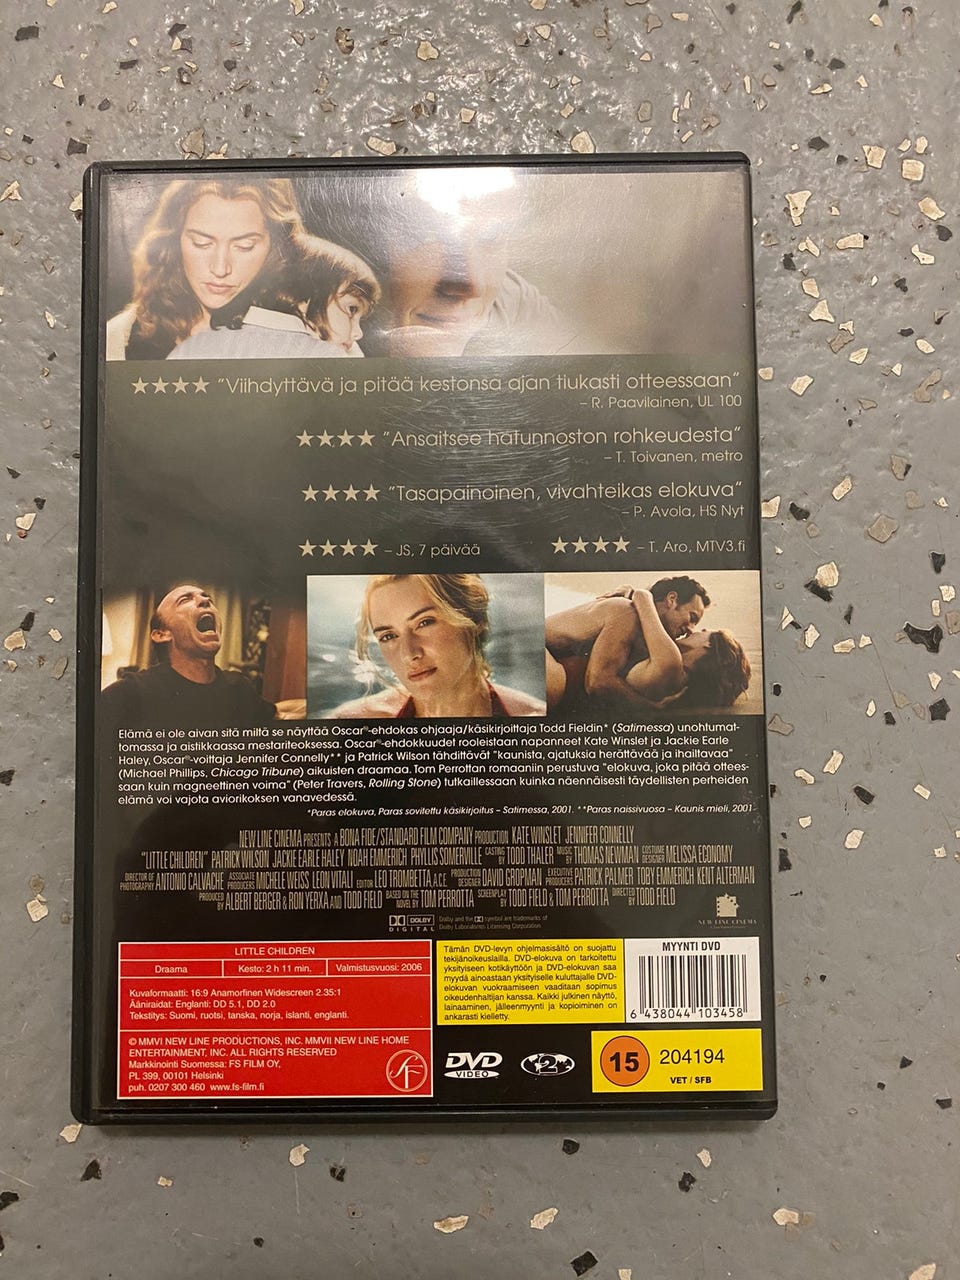 ★★★★ "Viihdyttävä ja pitää kestonsa ajan tiukasti otteessaan"
– R. Paavilainen, UL 100
★★★★ "Ansaitsee hatunnoston rohkeudesta"
– T. Toivanen, metro
★★★★ "Tasapainoinen, vivahteikas elokuva"
– P. Avola, HS Nyt
★★★★ – JS, 7 päivää
★★★★ – T. Aro, MTV3.fi
Elämä ei ole aivan sitä miltä se näyttää Oscar®-ehdokas ohjaaja/käsikirjoittaja Todd Fieldin* (Satimessa) unohtumat-
tomassa ja aistikkaassa mestariteoksessa. Oscar®-ehdokkuudet rooleistaan napanneet Kate Winslet ja Jackie Earle
Haley, Oscar®-voittaja Jennifer Connelly** ja Patrick Wilson tähdittävät "kaunista, ajatuksia herättävää ja ihailtavaa"
(Michael Phillips, Chicago Tribune) aikuisten draamaa. Tom Perrottan romaaniin perustuva "elokuva, joka pitää ottees-
saan kuin magneettinen voima" (Peter Travers, Rolling Stone) tutkaillessaan kuinka näennäisesti täydellisten perheiden
elämä voi vajota aviorikoksen vanavedessä.
*Paras elokuva, Paras sovitettu käsikirjoitus – Satimessa, 2001. **Paras naissivuosa – Kaunis mieli, 2001
NEW LINE CINEMA PRESENTS A BONA FIDE/STANDARD FILM COMPANY PRODUCTION KATE WINSLET JENNIFER CONNELLY
"LITTLE CHILDREN" PATRICK WILSON JACKIE EARLE HALEY NOAH EMMERICH PHYLLIS SOMERVILLE CASTING BY TODD THALER MUSIC BY THOMAS NEWMAN COSTUME DESIGNER MELISSA ECONOMY
DIRECTOR OF PHOTOGRAPHY ANTONIO CALVACHE ASSOCIATE PRODUCERS MICHELE WEISS LEON VITALI EDITOR LEO TROMBETTA, A.C.E. PRODUCTION DESIGNER DAVID GROPMAN EXECUTIVE PRODUCERS PATRICK PALMER TOBY EMMERICH KENT ALTERMAN
PRODUCED BY ALBERT BERGER & RON YERXA AND TODD FIELD BASED ON THE NOVEL BY TOM PERROTTA SCREENPLAY BY TODD FIELD & TOM PERROTTA DIRECTED BY TODD FIELD
DOLBY DIGITAL
Dolby and the symbol are trademarks of
Dolby Laboratories Licensing Corporation.
NEW LINE CINEMA
LITTLE CHILDREN
Draama
Kesto: 2 h 11 min.
Valmistusvuosi: 2006
Kuvaformaatti: 16:9 Anamorfinen Widescreen 2.35:1
Ääniraidat: Englanti: DD 5.1, DD 2.0
Tekstitys: Suomi, ruotsi, tanska, norja, islanti, englanti.
© MMVI NEW LINE PRODUCTIONS, INC. MMVII NEW LINE HOME
ENTERTAINMENT, INC. ALL RIGHTS RESERVED
Markkinointi Suomessa: FS FILM OY,
PL 399, 00101 Helsinki
puh. 0207 300 460 www.fs-film.fi
SF
Tämän DVD-levyn ohjelmasisältö on suojattu
tekijänoikeuslailla. DVD-elokuva on tarkoitettu
yksityiseen kotikäyttöön ja DVD-elokuvan saa
myydä ainoastaan yksityiselle kuluttajalle DVD-
elokuvan vuokraamiseen vaaditaan sopimus
oikeudenhaltijan kanssa. Kaikki julkinen näyttö,
lainaaminen, jälleenmyynti ja kopioiminen on
ankarasti kielletty.
MYYNTI DVD
6 438044 103458
DVD
VIDEO
2
15
204194
VET / SFB